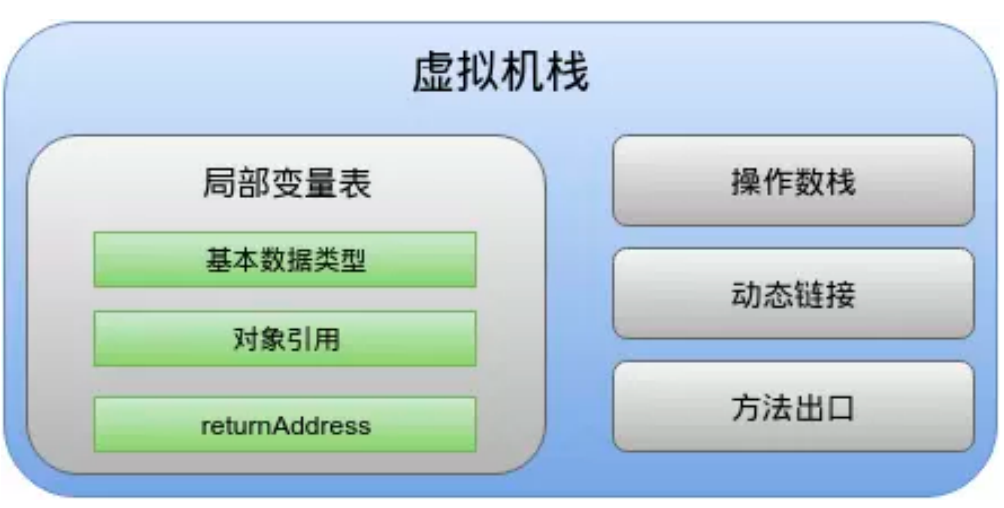 虚拟机栈
局部变量表
基本数据类型
对象引用
returnAddress
操作数栈
动态链接
方法出口